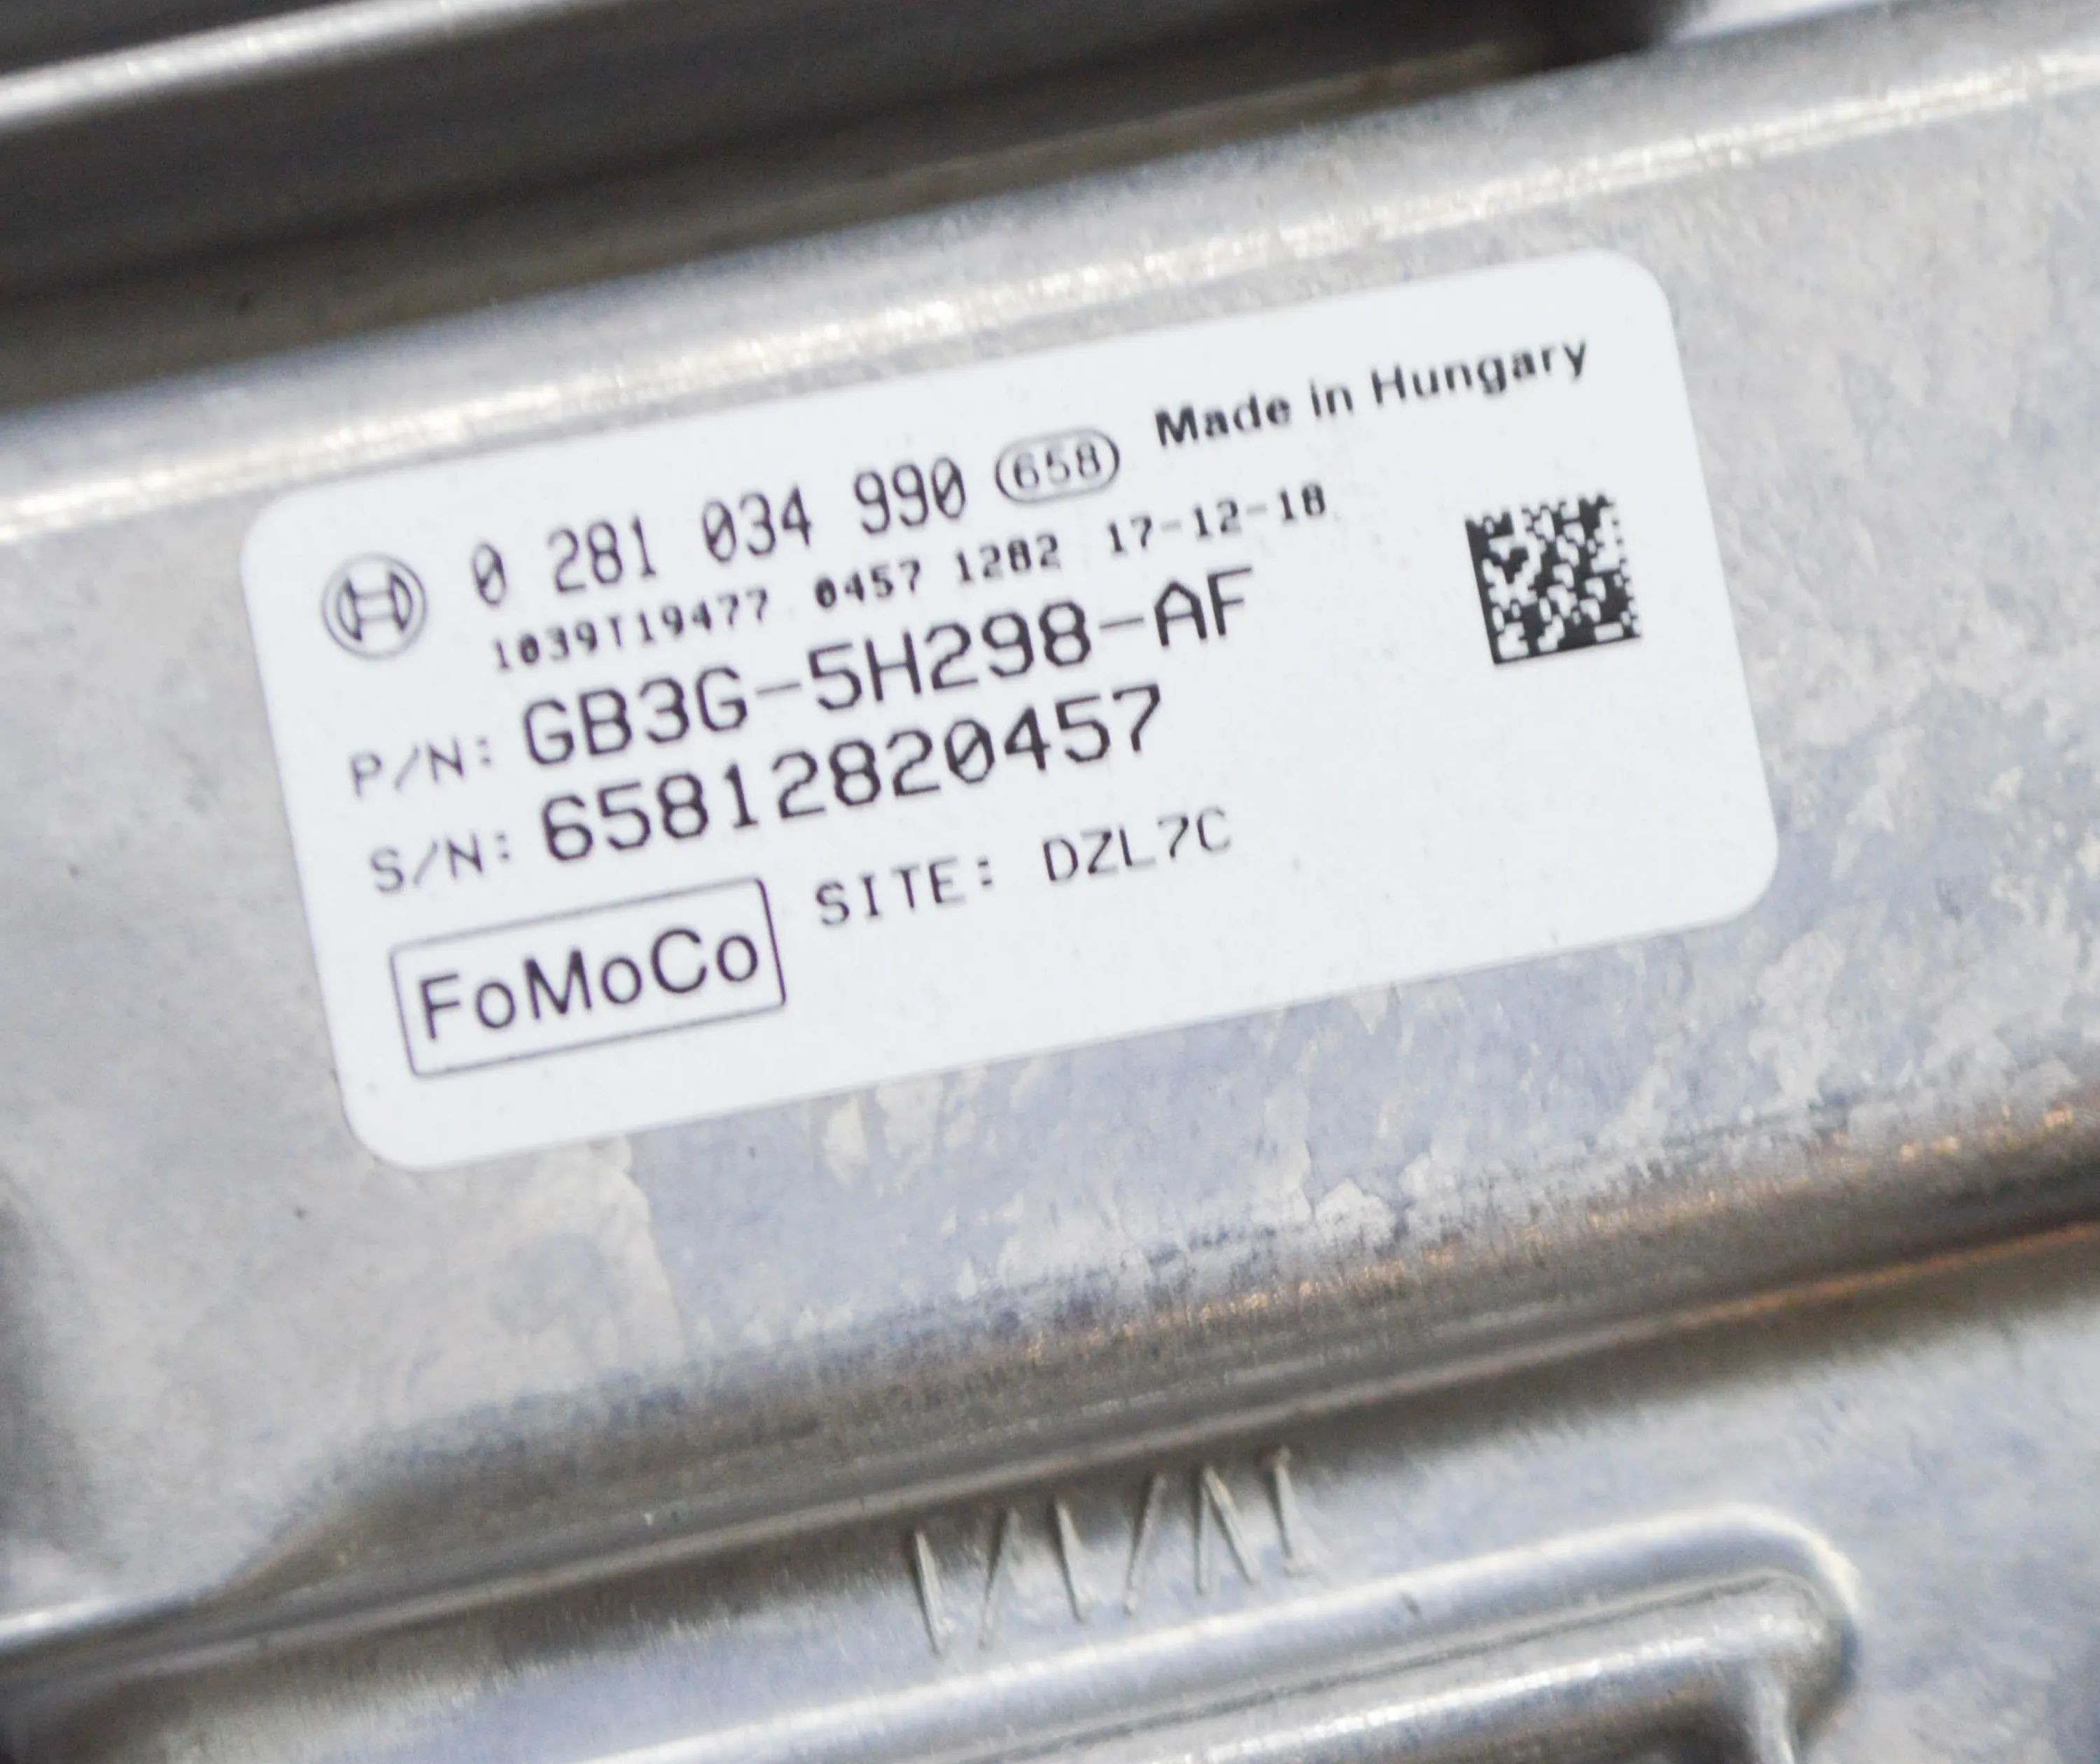 0 281 034 990 658 Made in Hungary
1039T19477 0457 1282 17-12-18
P/N: GB3G-5H298-AF
S/N: 65812820457
FoMoCo SITE: DZL7C